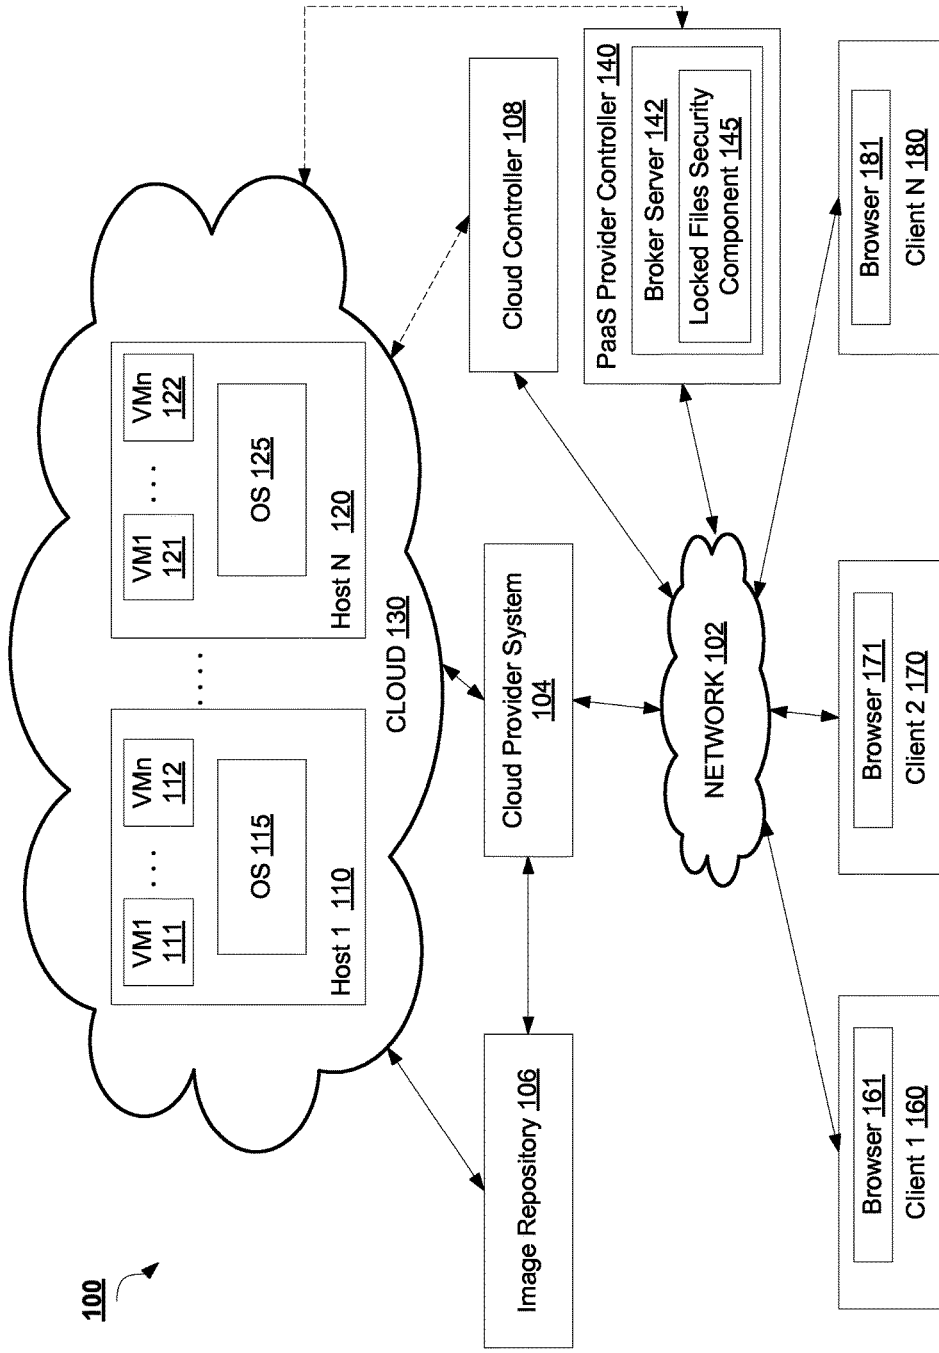 100
VM1
111
. . .
VMn
112
OS 115
Host 1 110
. . . . .
VM1
121
. . .
VMn
122
OS 125
Host N 120
CLOUD 130
Image Repository 106
Cloud Provider System
104
Cloud Controller 108
PaaS Provider Controller 140
Broker Server 142
Locked Files Security
Component 145
NETWORK 102
Browser 161
Client 1 160
Browser 171
Client 2 170
Browser 181
Client N 180